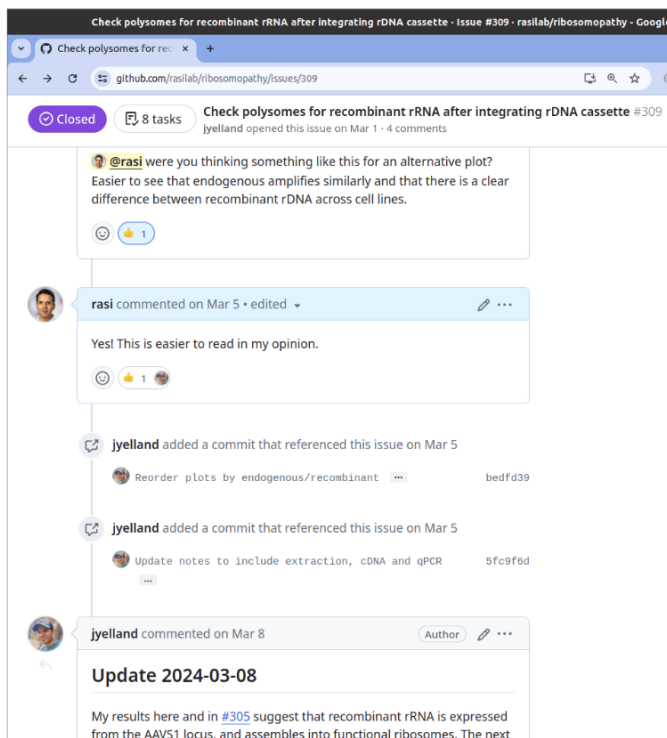 Check polysomes for recombinant rRNA after integrating rDNA cassette · Issue #309 · rasilab/ribosomopathy - Google
Check polysomes for rec
github.com/rasilab/ribosomopathy/issues/309
Closed
8 tasks
Check polysomes for recombinant rRNA after integrating rDNA cassette #309
jyelland opened this issue on Mar 1 · 4 comments
@rasi were you thinking something like this for an alternative plot?
Easier to see that endogenous amplifies similarly and that there is a clear
difference between recombinant rDNA across cell lines.
1
rasi commented on Mar 5 • edited
Yes! This is easier to read in my opinion.
1
jyelland added a commit that referenced this issue on Mar 5
Reorder plots by endogenous/recombinant ... bedfd39
jyelland added a commit that referenced this issue on Mar 5
Update notes to include extraction, cDNA and qPCR 5fc9f6d
...
jyelland commented on Mar 8 Author
Update 2024-03-08
My results here and in #305 suggest that recombinant rRNA is expressed
from the AAVS1 locus, and assembles into functional ribosomes. The next